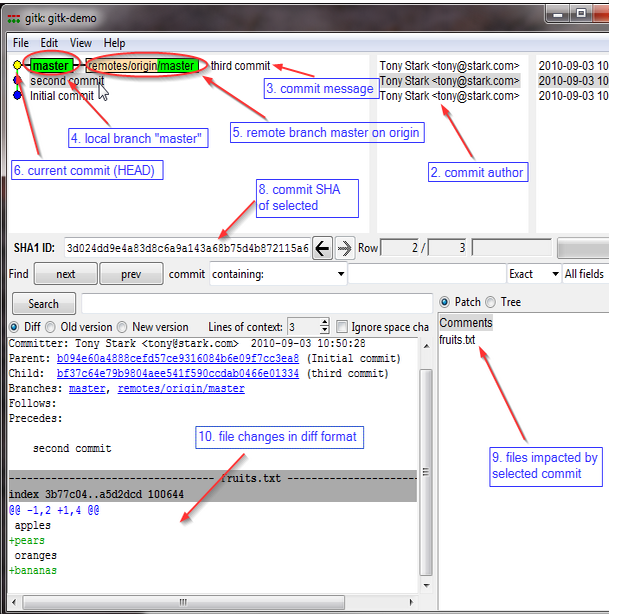 gitk: gitk-demo
File Edit View Help
master remotes/origin/master third commit Tony Stark <tony@stark.com> 2010-09-03 10
second commit Tony Stark <tony@stark.com> 2010-09-03 10
Initial commit Tony Stark <tony@stark.com> 2010-09-03 10
3. commit message
4. local branch "master"
5. remote branch master on origin
6. current commit (HEAD)
2. commit author
8. commit SHA
of selected
SHA1 ID: 3d024dd9e4a83d8c6a9a143a68b75d4b872115a6 Row 2 / 3
Find next prev commit containing: Exact All fields
Search
Patch Tree
Diff Old version New version Lines of context: 3 Ignore space cha
Comments
fruits.txt
Committer: Tony Stark <tony@stark.com> 2010-09-03 10:50:28
Parent: b094e60a4888cefd57ce9316084b6e09f7cc3ea8 (Initial commit)
Child: bf37c64e79b9804aee541f590ccdab0466e01334 (third commit)
Branches: master, remotes/origin/master
Follows:
Precedes:
second commit
10. file changes in diff format
9. files impacted by
selected commit
fruits.txt
index 3b77c04..a5d2dcd 100644
@@ -1,2 +1,4 @@
apples
+pears
oranges
+bananas